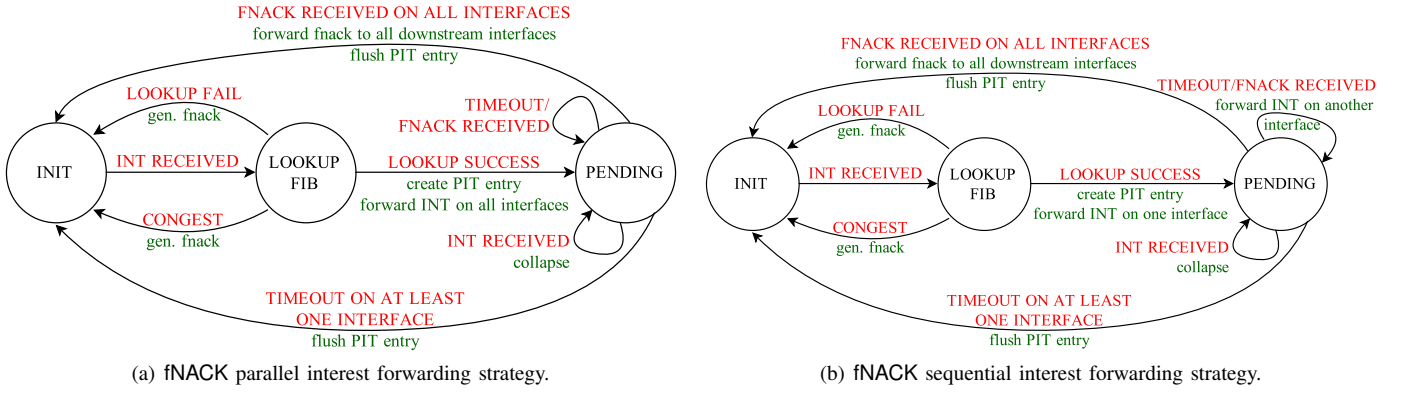 FNACK RECEIVED ON ALL INTERFACES
forward fnack to all downstream interfaces
flush PIT entry
LOOKUP FAIL
gen. fnack
TIMEOUT/
FNACK RECEIVED
INIT
INT RECEIVED
LOOKUP
FIB
LOOKUP SUCCESS
create PIT entry
forward INT on all interfaces
PENDING
CONGEST
gen. fnack
INT RECEIVED
collapse
TIMEOUT ON AT LEAST
ONE INTERFACE
flush PIT entry
(a) fNACK parallel interest forwarding strategy.
FNACK RECEIVED ON ALL INTERFACES
forward fnack to all downstream interfaces
flush PIT entry
TIMEOUT/FNACK RECEIVED
forward INT on another
interface
LOOKUP FAIL
gen. fnack
INIT
INT RECEIVED
LOOKUP
FIB
LOOKUP SUCCESS
create PIT entry
forward INT on one interface
PENDING
CONGEST
gen. fnack
INT RECEIVED
collapse
TIMEOUT ON AT LEAST
ONE INTERFACE
flush PIT entry
(b) fNACK sequential interest forwarding strategy.